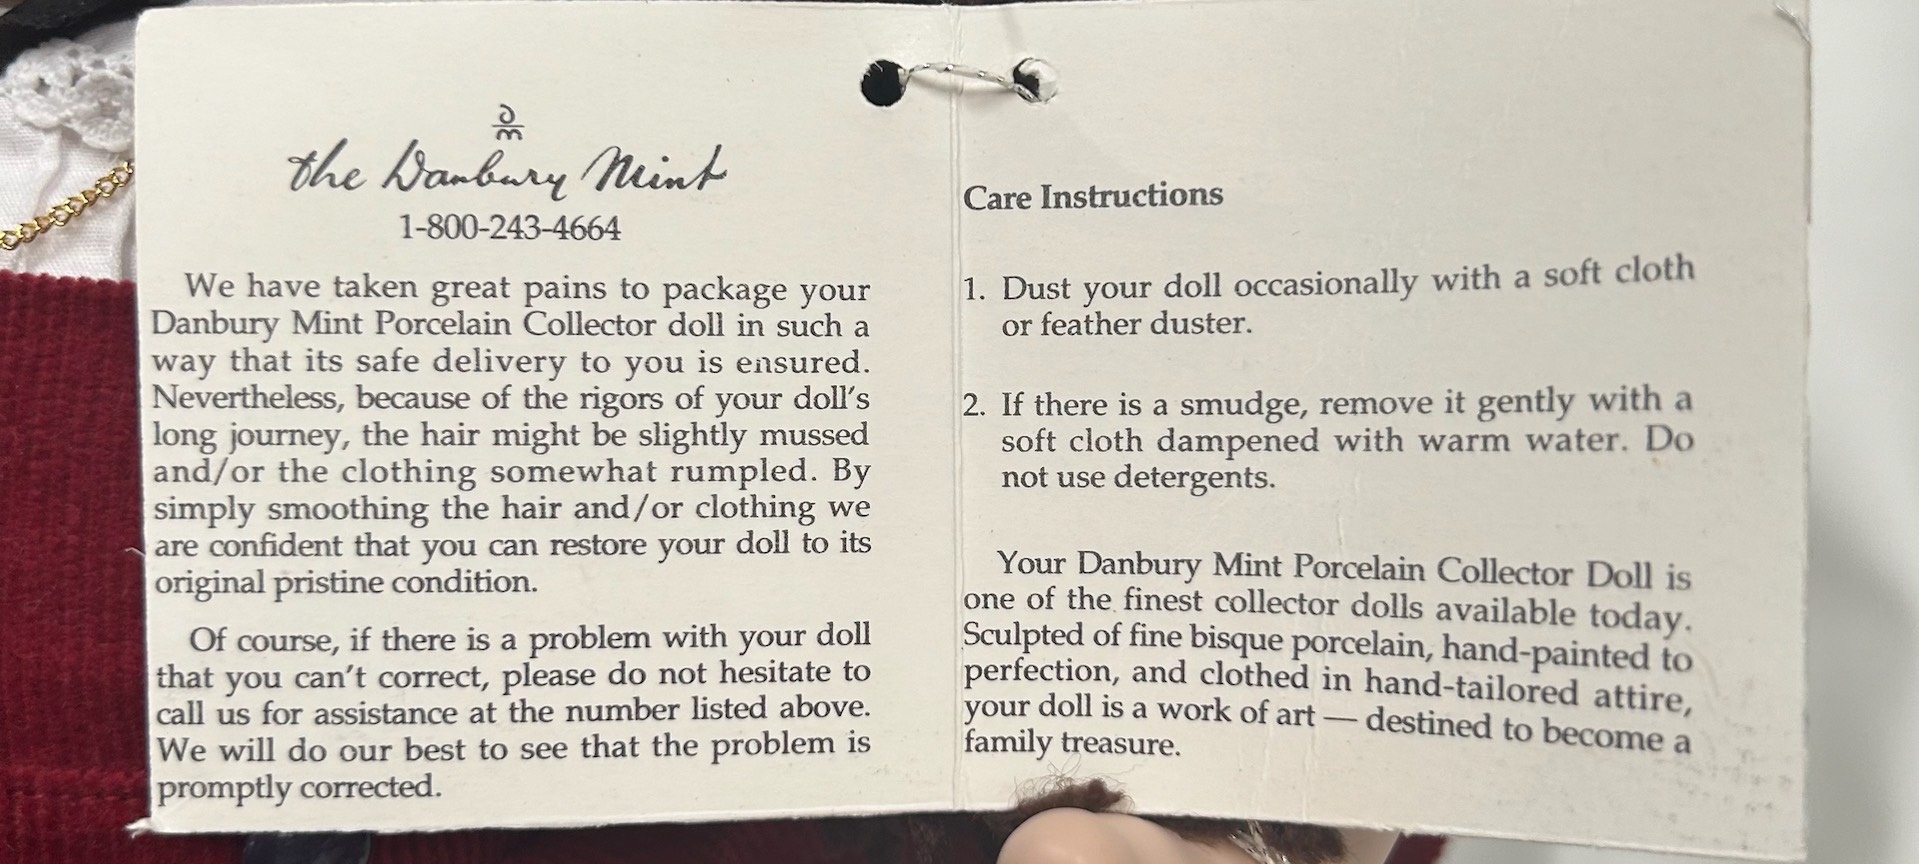 dm
the Danbury Mint
1-800-243-4664
We have taken great pains to package your
Danbury Mint Porcelain Collector doll in such a
way that its safe delivery to you is ensured.
Nevertheless, because of the rigors of your doll's
long journey, the hair might be slightly mussed
and/or the clothing somewhat rumpled. By
simply smoothing the hair and/or clothing we
are confident that you can restore your doll to its
original pristine condition.
Of course, if there is a problem with your doll
that you can't correct, please do not hesitate to
call us for assistance at the number listed above.
We will do our best to see that the problem is
promptly corrected.
Care Instructions
1. Dust your doll occasionally with a soft cloth
or feather duster.
2. If there is a smudge, remove it gently with a
soft cloth dampened with warm water. Do
not use detergents.
Your Danbury Mint Porcelain Collector Doll is
one of the finest collector dolls available today.
Sculpted of fine bisque porcelain, hand-painted to
perfection, and clothed in hand-tailored attire,
your doll is a work of art — destined to become a
family treasure.